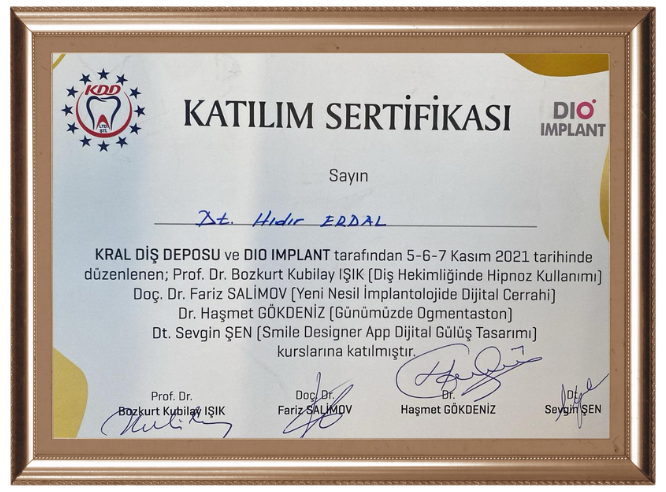 KDD
LTD. ŞTİ.
KATILIM SERTİFİKASI
DIO
IMPLANT
Sayın
Dt. Hıdır ERDAL
KRAL DİŞ DEPOSU ve DIO IMPLANT tarafından 5-6-7 Kasım 2021 tarihinde
düzenlenen; Prof. Dr. Bozkurt Kubilay IŞIK (Diş Hekimliğinde Hipnoz Kullanımı)
Doç. Dr. Fariz SALİMOV (Yeni Nesil İmplantolojide Dijital Cerrahi)
Dr. Haşmet GÖKDENİZ (Günümüzde Ogmentaston)
Dt. Sevgin ŞEN (Smile Designer App Dijital Gülüş Tasarımı)
kurslarına katılmıştır.
Prof. Dr.
Bozkurt Kubilay IŞIK
Doç. Dr.
Fariz SALİMOV
Dr.
Haşmet GÖKDENİZ
Dt.
Sevgin ŞEN